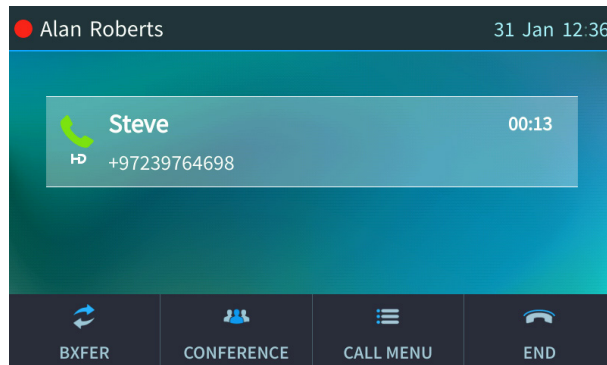 Alan Roberts 31 Jan 12:36
Steve 00:13
HD +97239764698
BXFER CONFERENCE CALL MENU END